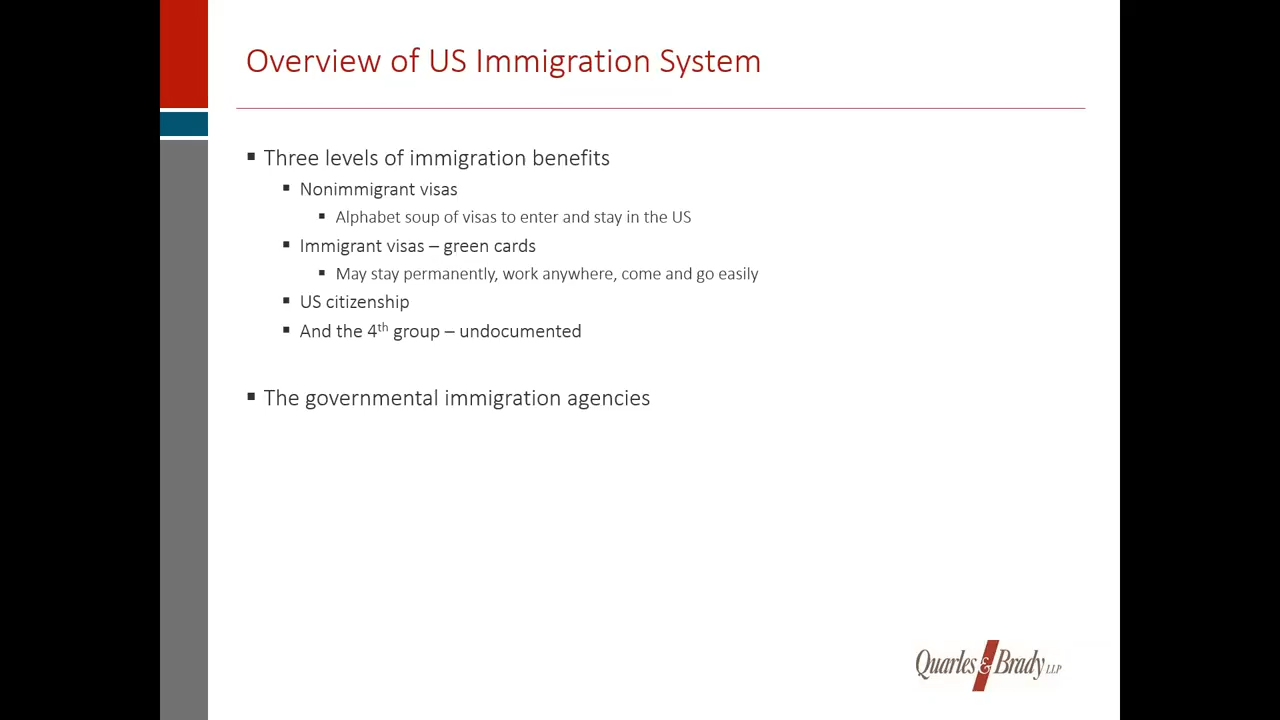 Overview of US Immigration System
▪ Three levels of immigration benefits
▪ Nonimmigrant visas
▪ Alphabet soup of visas to enter and stay in the US
▪ Immigrant visas – green cards
▪ May stay permanently, work anywhere, come and go easily
▪ US citizenship
▪ And the 4th group – undocumented
▪ The governmental immigration agencies
Quarles & Brady LLP